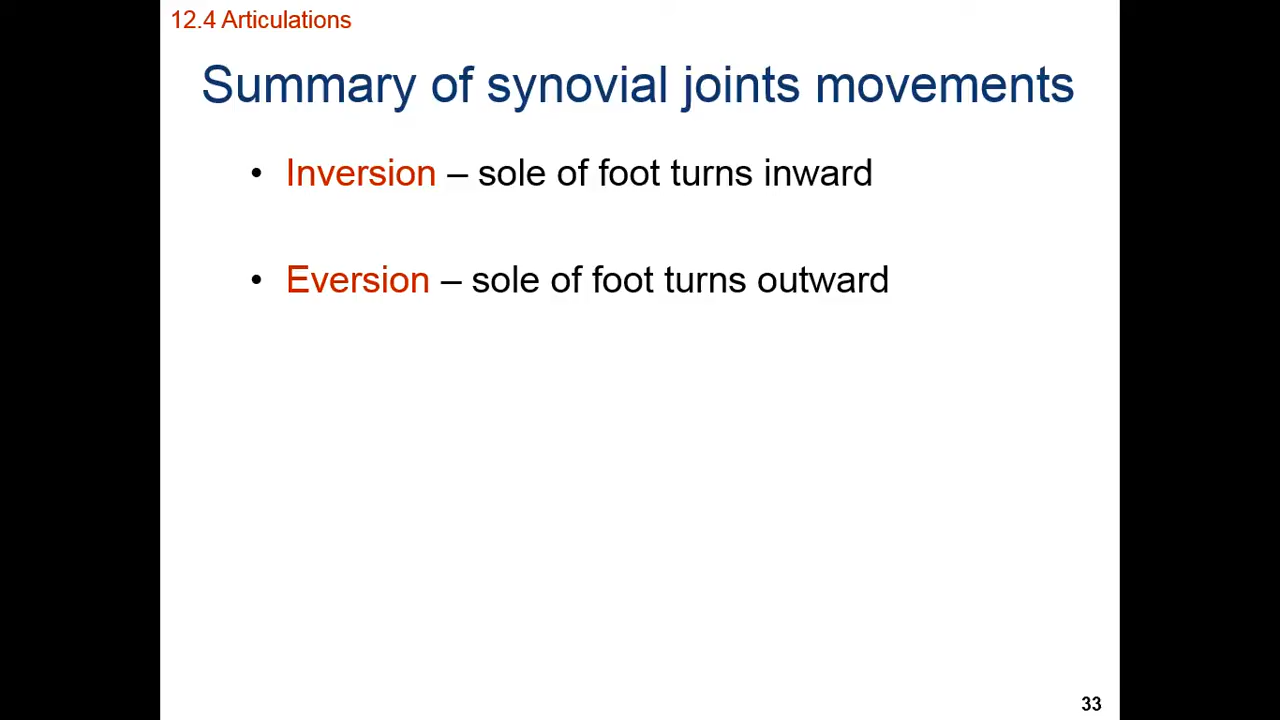 12.4 Articulations
Summary of synovial joints movements
• Inversion – sole of foot turns inward
• Eversion – sole of foot turns outward
33